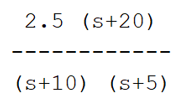 2.5 (s+20)
------------
(s+10) (s+5)